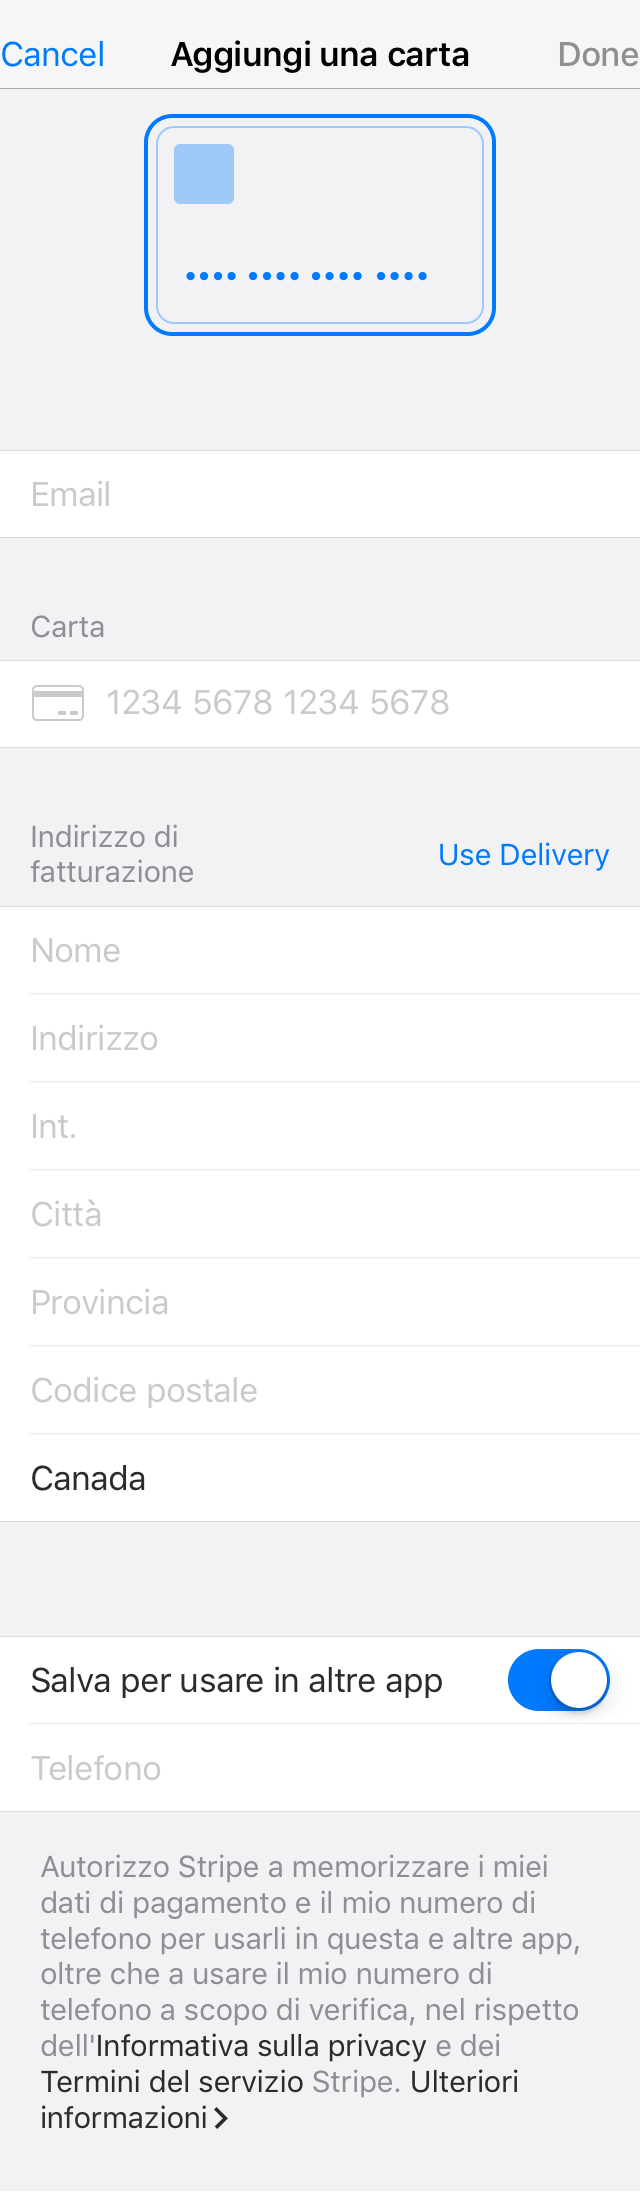 Cancel Aggiungi una carta Done
•••• •••• •••• ••••
Email
Carta
1234 5678 1234 5678
Indirizzo di
fatturazione
Use Delivery
Nome
Indirizzo
Int.
Città
Provincia
Codice postale
Canada
Salva per usare in altre app
Telefono
Autorizzo Stripe a memorizzare i miei
dati di pagamento e il mio numero di
telefono per usarli in questa e altre app,
oltre che a usare il mio numero di
telefono a scopo di verifica, nel rispetto
dell'Informativa sulla privacy e dei
Termini del servizio Stripe. Ulteriori
informazioni